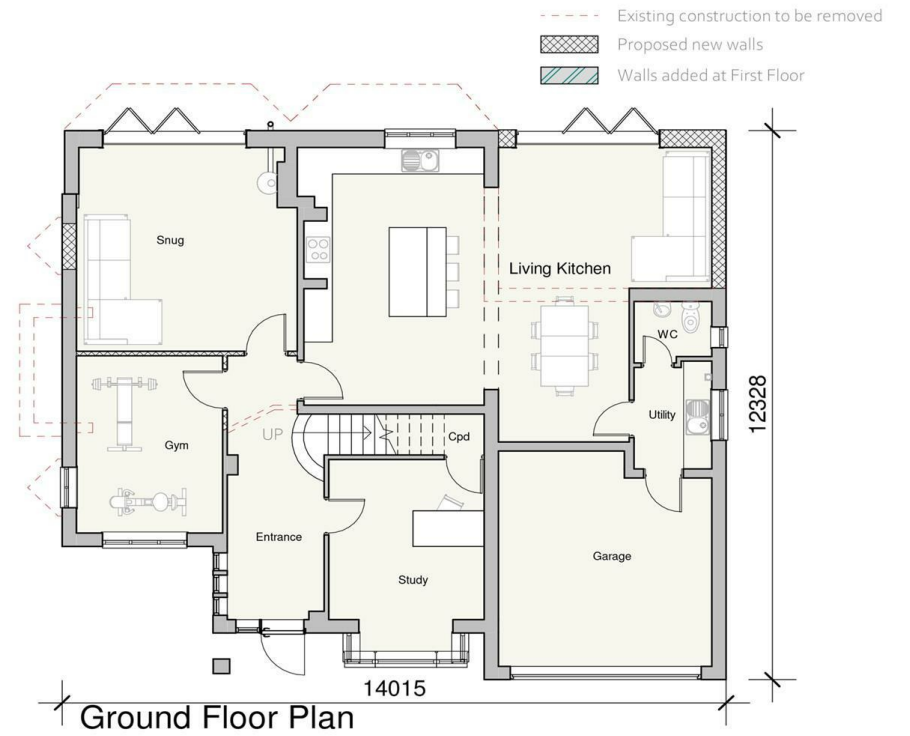 Existing construction to be removed
Proposed new walls
Walls added at First Floor
Snug
Living Kitchen
WC
12328
Utility
UP
Cpd
Gym
Entrance
Garage
Study
14015
Ground Floor Plan